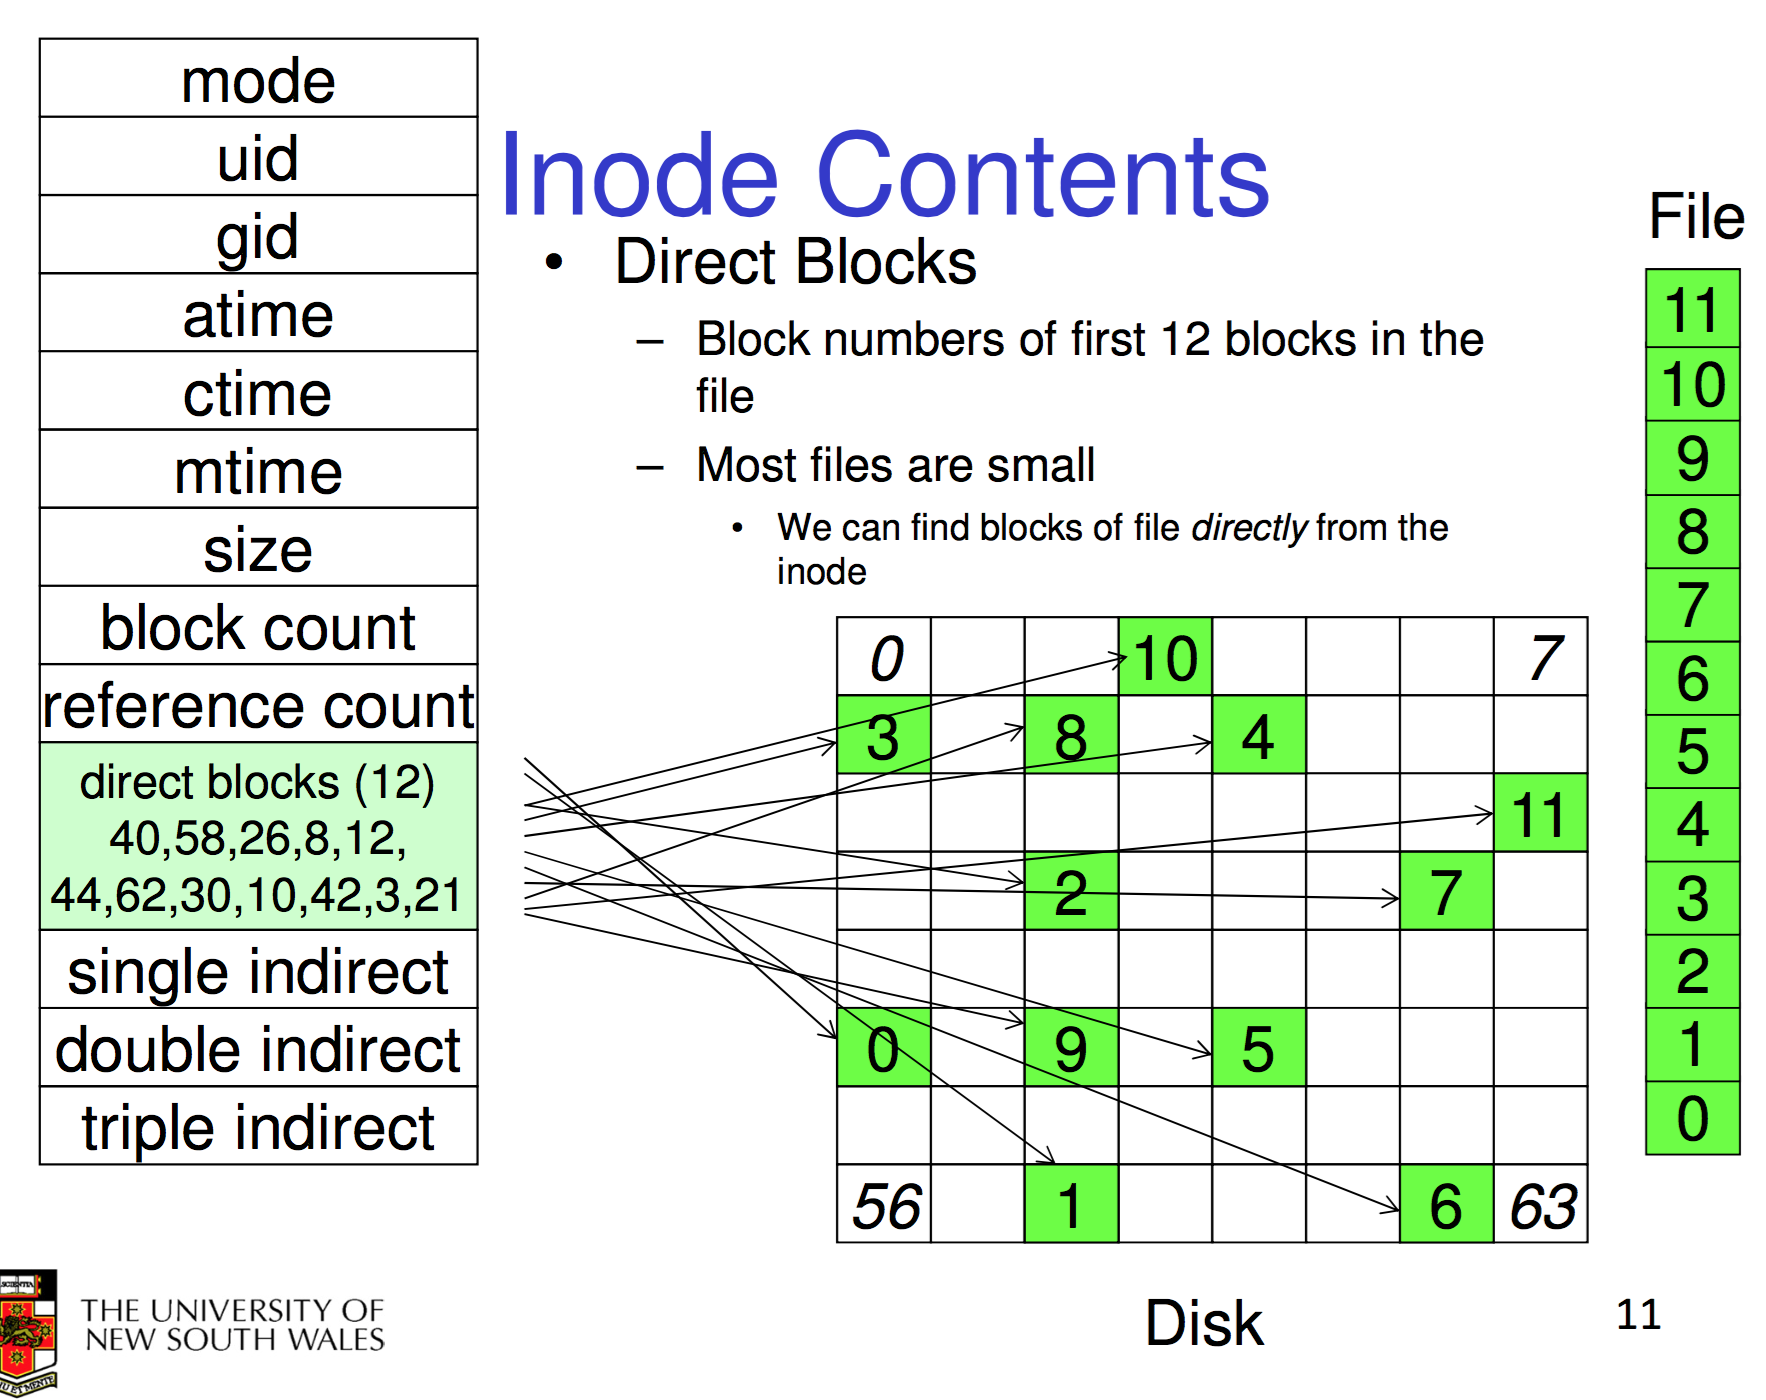 mode
uid
gid
atime
ctime
mtime
size
block count
reference count
direct blocks (12)
40,58,26,8,12,
44,62,30,10,42,3,21
single indirect
double indirect
triple indirect
Inode Contents
• Direct Blocks
– Block numbers of first 12 blocks in the
file
– Most files are small
• We can find blocks of file directly from the
inode
0 10 7
3 8 4
11
2 7
0 9 5
56 1 6 63
Disk
File
11
10
9
8
7
6
5
4
3
2
1
0
THE UNIVERSITY OF
NEW SOUTH WALES
11